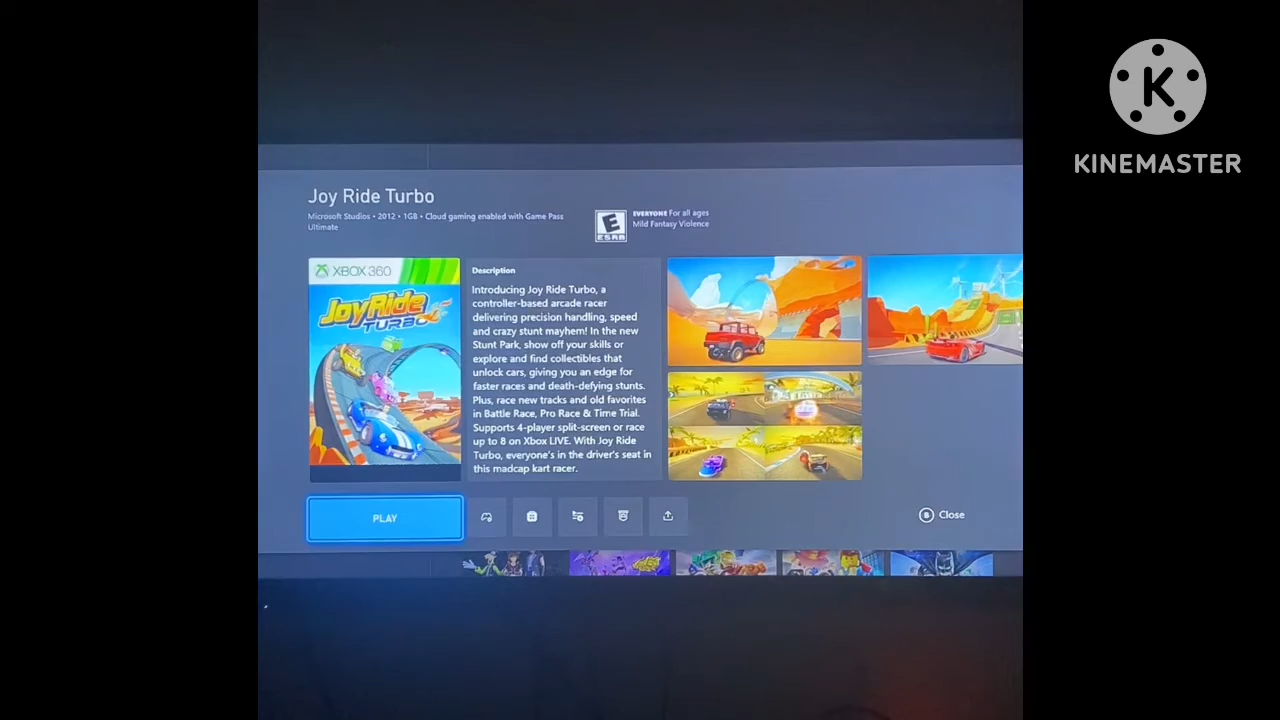 KINEMASTER
Joy Ride Turbo
Microsoft Studios • 2012 • 1GB • Cloud gaming enabled with Game Pass
Ultimate
E
ESRB
EVERYONE For all ages
Mild Fantasy Violence
XBOX 360
JoyRide
TURBO
Description
Introducing Joy Ride Turbo, a
controller-based arcade racer
delivering precision handling, speed
and crazy stunt mayhem! In the new
Stunt Park, show off your skills or
explore and find collectibles that
unlock cars, giving you an edge for
faster races and death-defying stunts.
Plus, race new tracks and old favorites
in Battle Race, Pro Race & Time Trial.
Supports 4-player split-screen or race
up to 8 on Xbox LIVE. With Joy Ride
Turbo, everyone's in the driver's seat in
this madcap kart racer.
PLAY
B Close